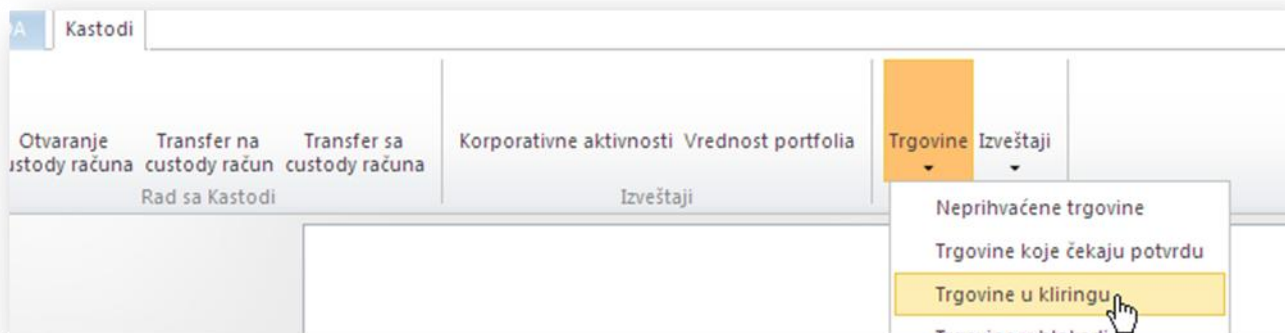 Kastodi
Otvaranje Transfer na Transfer sa Korporativne aktivnosti Vrednost portfolia Trgovine Izveštaji
računa custody račun custody računa
Rad sa Kastodi Izveštaji
Neprihvaćene trgovine
Trgovine koje čekaju potvrdu
Trgovine u kliringu